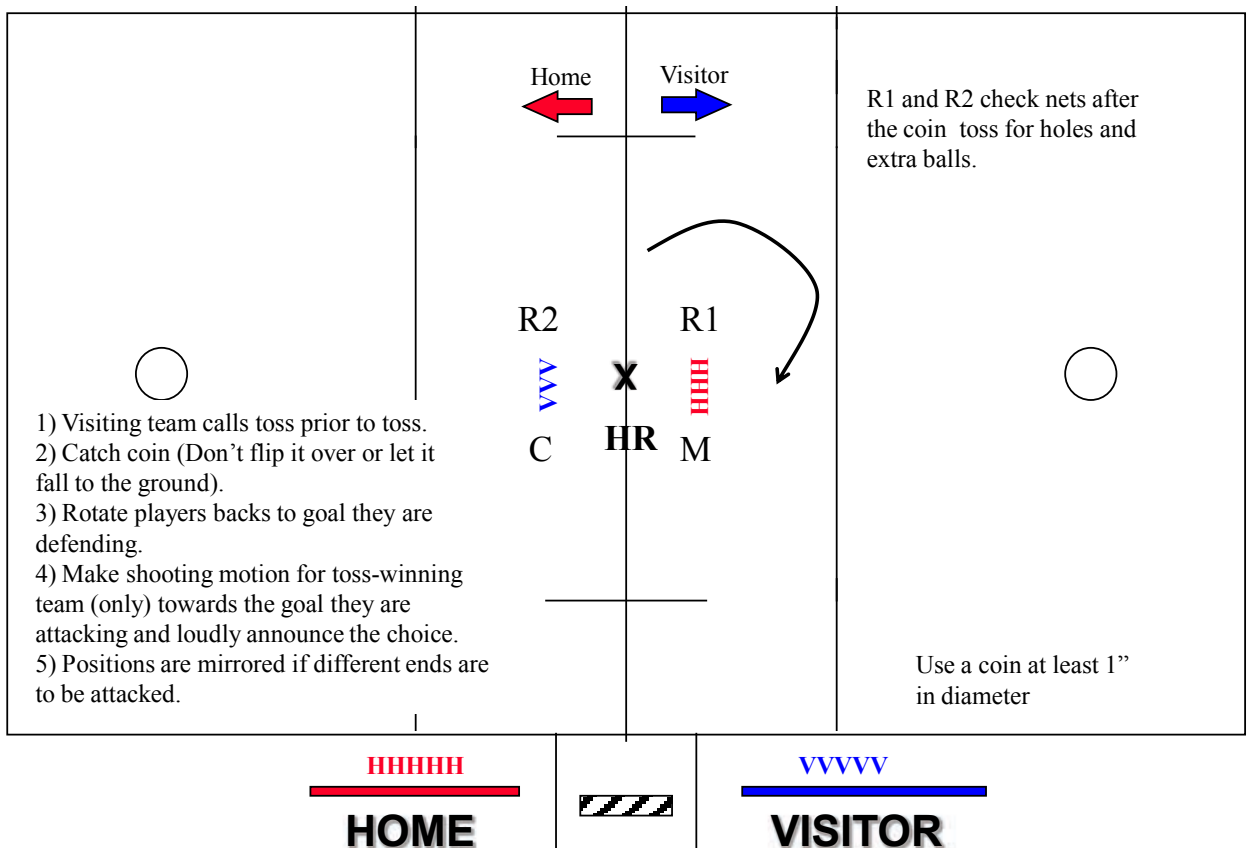 Home
Visitor
R1 and R2 check nets after
the coin toss for holes and
extra balls.
R2
R1
VVV
X
HHH
HR
C
M
1) Visiting team calls toss prior to toss.
2) Catch coin (Don’t flip it over or let it
fall to the ground).
3) Rotate players backs to goal they are
defending.
4) Make shooting motion for toss-winning
team (only) towards the goal they are
attacking and loudly announce the choice.
5) Positions are mirrored if different ends are
to be attacked.
Use a coin at least 1”
in diameter
HHHHH
VVVVV
HOME
VISITOR